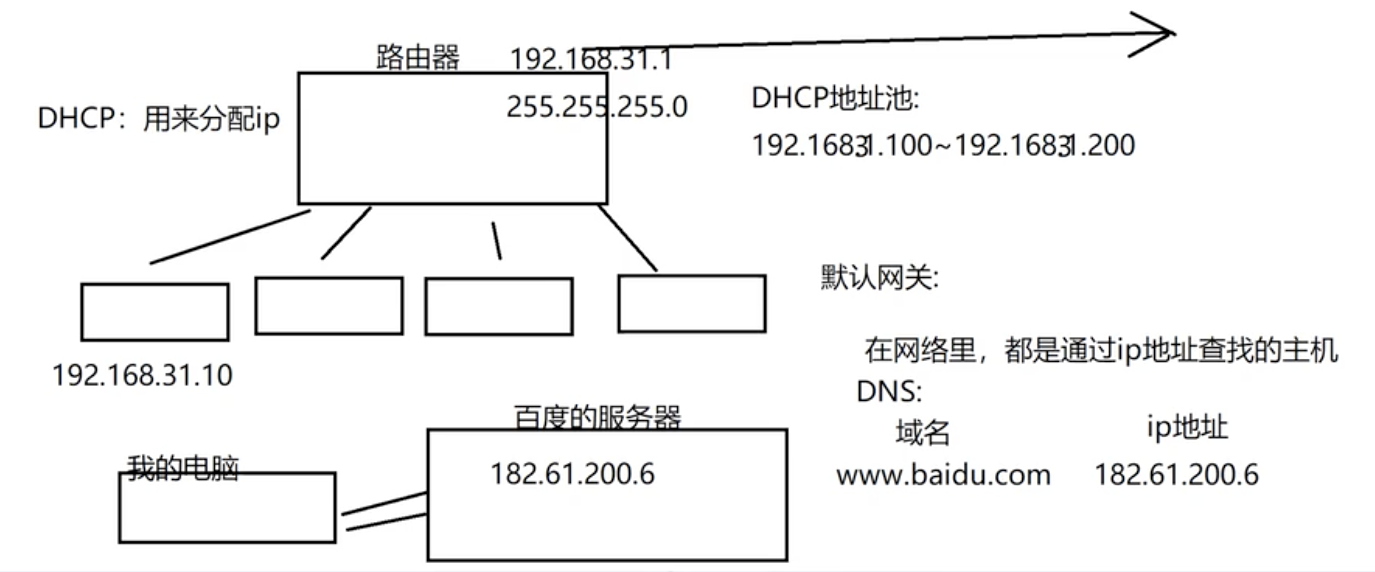 路由器 192.168.31.1
255.255.255.0
DHCP：用来分配ip
DHCP地址池:
192.16831.100~192.16831.200
默认网关:
在网络里，都是通过ip地址查找的主机
192.168.31.10
DNS:
域名 ip地址
www.baidu.com 182.61.200.6
百度的服务器
182.61.200.6
我的电脑